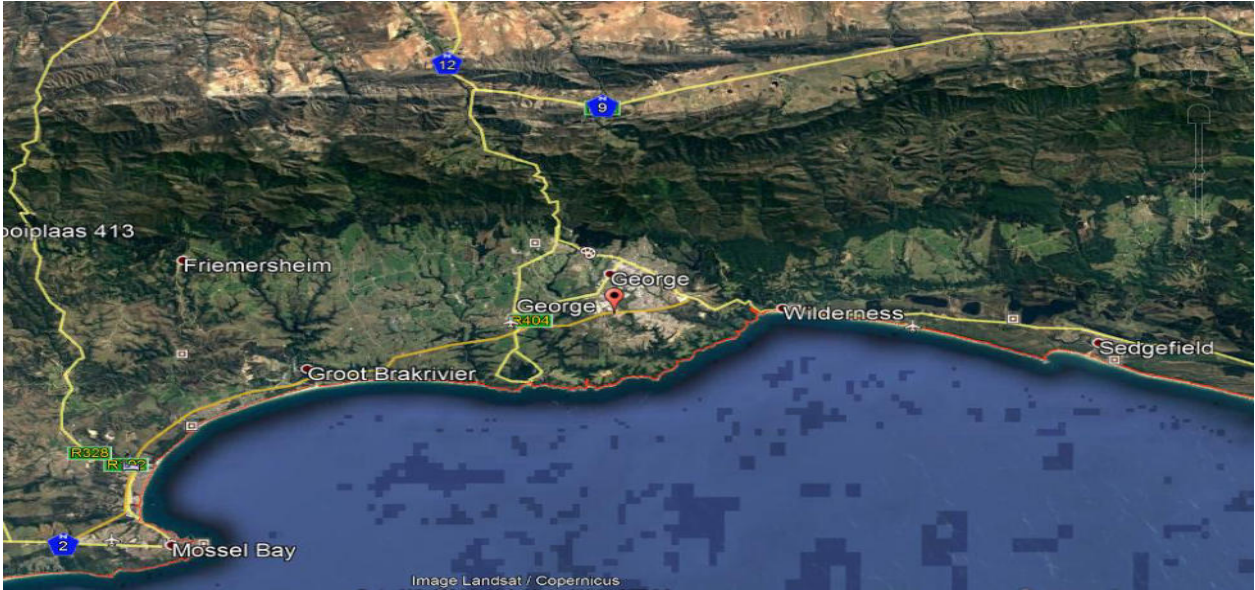 12
9
ooiplaas 413
Friemersheim
George
George
R404
Wilderness
Sedgefield
Groot Brakrivier
R328
2
Mossel Bay
Image Landsat / Copernicus